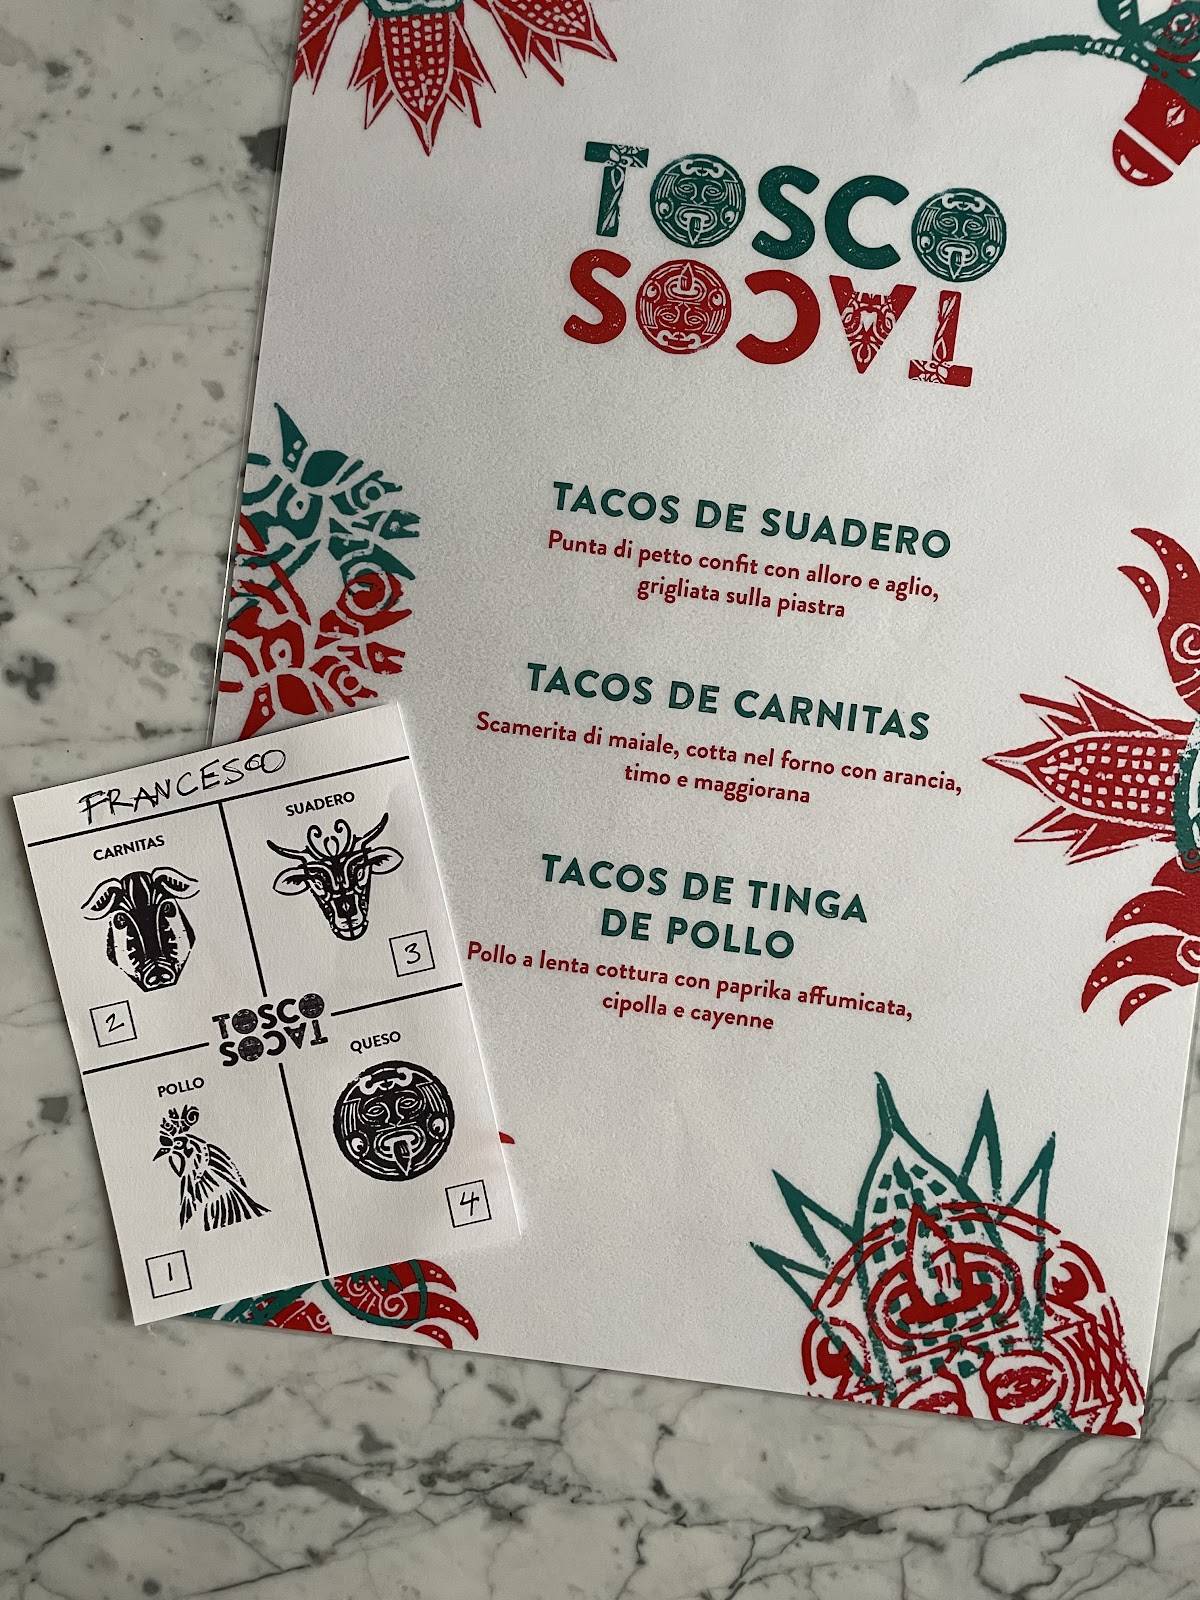 TOSCO
TACOS
TACOS DE SUADERO
Punta di petto confit con alloro e aglio,
grigliata sulla piastra
TACOS DE CARNITAS
Scamerita di maiale, cotta nel forno con arancia,
timo e maggiorana
TACOS DE TINGA
DE POLLO
Pollo a lenta cottura con paprika affumicata,
cipolla e cayenne
FRANCESCO
CARNITAS
2
SUADERO
3
TOSCO
TACOS
POLLO
1
QUESO
4